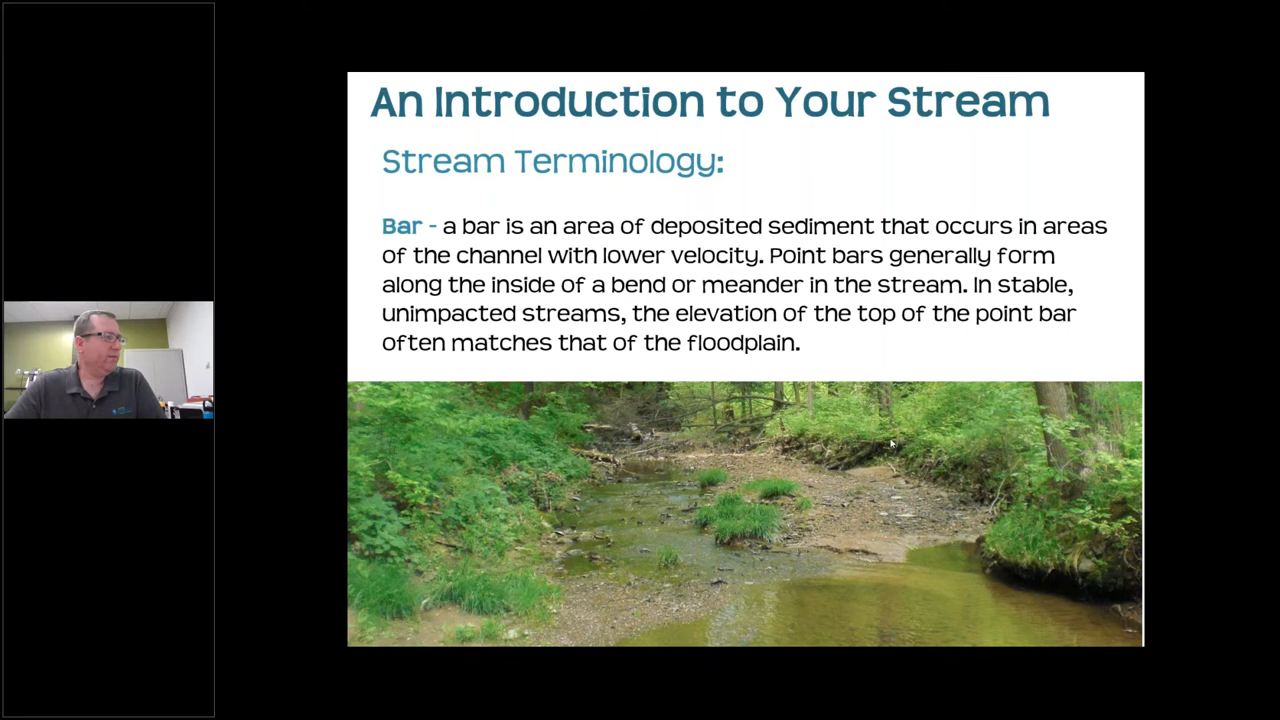 An Introduction to Your Stream
Stream Terminology:
Bar - a bar is an area of deposited sediment that occurs in areas
of the channel with lower velocity. Point bars generally form
along the inside of a bend or meander in the stream. In stable,
unimpacted streams, the elevation of the top of the point bar
often matches that of the floodplain.